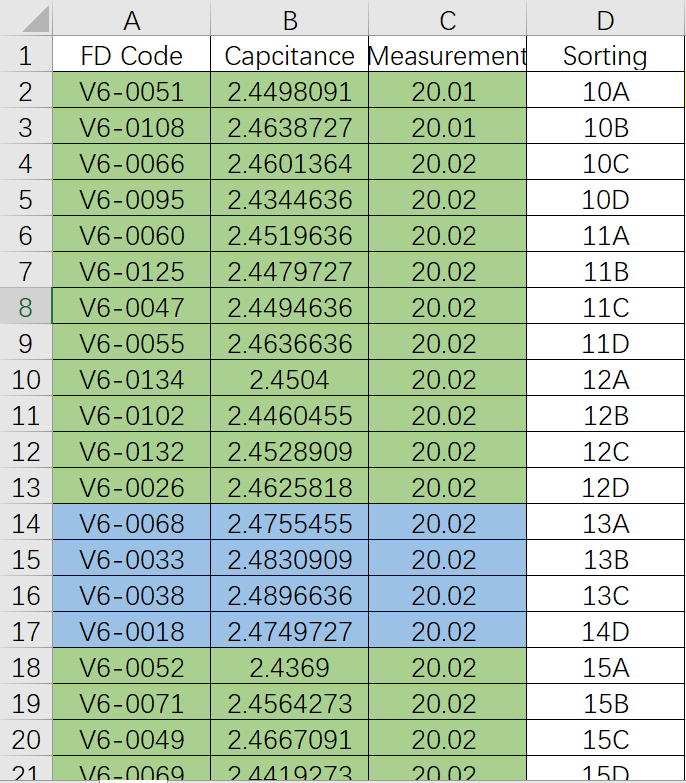 A B C D
1 FD Code Capcitance Measurement Sorting
2 V6-0051 2.4498091 20.01 10A
3 V6-0108 2.4638727 20.01 10B
4 V6-0066 2.4601364 20.02 10C
5 V6-0095 2.4344636 20.02 10D
6 V6-0060 2.4519636 20.02 11A
7 V6-0125 2.4479727 20.02 11B
8 V6-0047 2.4494636 20.02 11C
9 V6-0055 2.4636636 20.02 11D
10 V6-0134 2.4504 20.02 12A
11 V6-0102 2.4460455 20.02 12B
12 V6-0132 2.4528909 20.02 12C
13 V6-0026 2.4625818 20.02 12D
14 V6-0068 2.4755455 20.02 13A
15 V6-0033 2.4830909 20.02 13B
16 V6-0038 2.4896636 20.02 13C
17 V6-0018 2.4749727 20.02 14D
18 V6-0052 2.4369 20.02 15A
19 V6-0071 2.4564273 20.02 15B
20 V6-0049 2.4667091 20.02 15C
21 V6-0069 2.4419273 20.02 15D